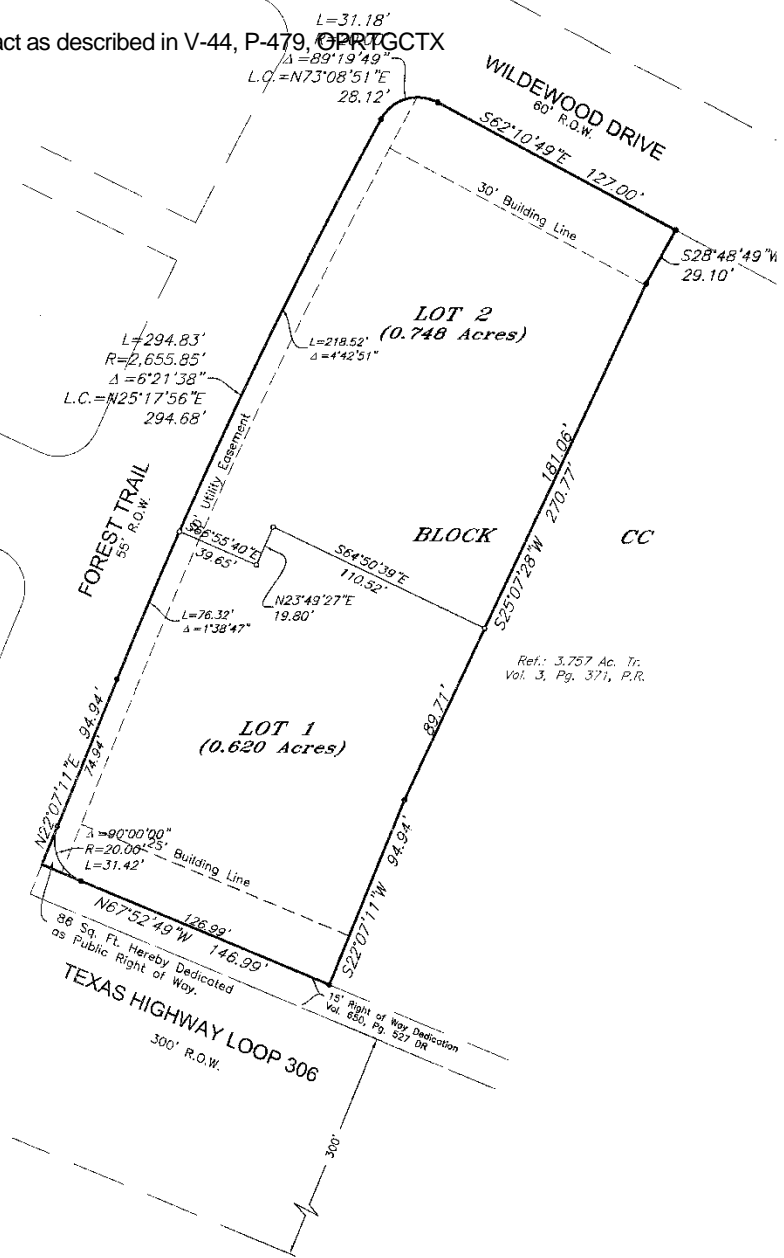 L=31.18'
act as described in V-44, P-479, OPRTGCTX
Δ=89°19'49"
L.C.=N73°08'51"E
28.12'
WILDEWOOD DRIVE
60' R.O.W.
S62°10'49"E 127.00'
30' Building Line
S28°48'49"W
29.10'
LOT 2
(0.748 Acres)
L=294.83'
R=2,655.85'
Δ=6°21'38"
L.C.=N25°17'56"E
294.68'
L=218.52'
Δ=4°42'51"
Utility Easement
FOREST TRAIL
55' R.O.W.
181.06'
S25°07'28"W 270.77'
BLOCK CC
S66°55'40"E
39.65'
N23°49'27"E
19.80'
S64°50'39"E
110.52'
L=76.32'
Δ=1°38'47"
Ref.: 3.757 Ac. Tr.
Vol. 3, Pg. 371, P.R.
89.71'
LOT 1
(0.620 Acres)
N22°07'11"E 94.94'
74.94'
Δ=90°00'00"
R=20.00'
L=31.42'
25' Building Line
S22°07'11"W 94.94'
126.99'
N67°52'49"W 146.99'
86 Sq. Ft. Hereby Dedicated
as Public Right of Way.
15' Right of Way Dedication
Vol. 650, Pg. 527 DR
TEXAS HIGHWAY LOOP 306
300' R.O.W.
300'